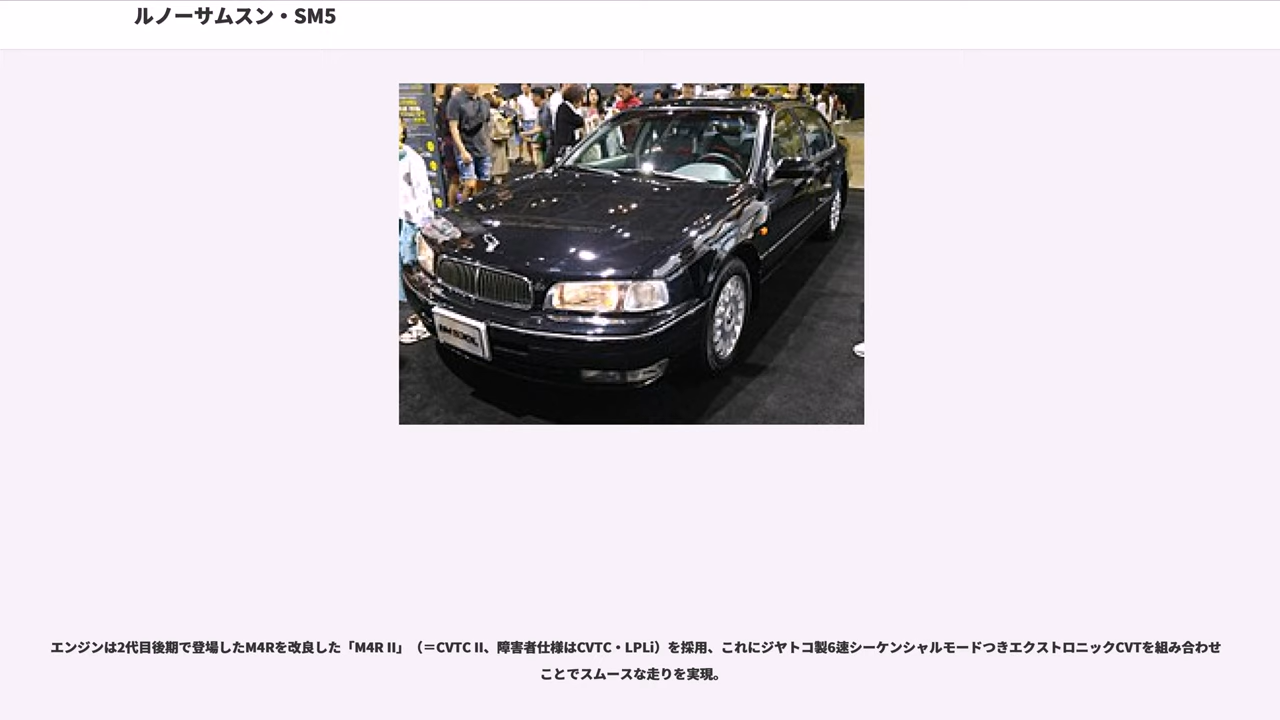 ルノーサムスン・SM5
エンジンは2代目後期で登場したM4Rを改良した「M4R II」（＝CVTC II、障害者仕様はCVTC・LPLi）を採用、これにジヤトコ製6速シーケンシャルモードつきエクストロニックCVTを組み合わせ
ことでスムースな走りを実現。